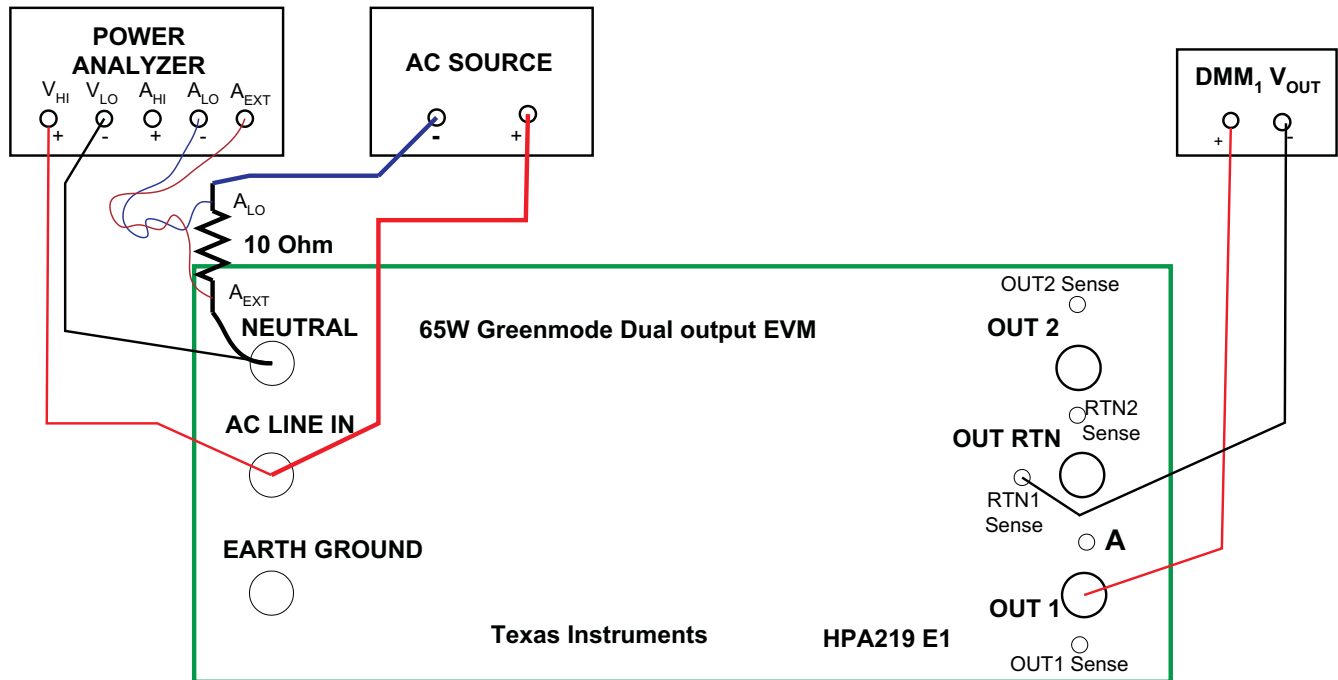 POWER
ANALYZER
VHI VLO AHI ALO AEXT
+ - + -
AC SOURCE
- +
DMM1 VOUT
+ -
ALO
10 Ohm
AEXT
NEUTRAL
65W Greenmode Dual output EVM
OUT2 Sense
OUT 2
AC LINE IN
RTN2
Sense
OUT RTN
RTN1
Sense
A
EARTH GROUND
OUT 1
Texas Instruments
HPA219 E1
OUT1 Sense